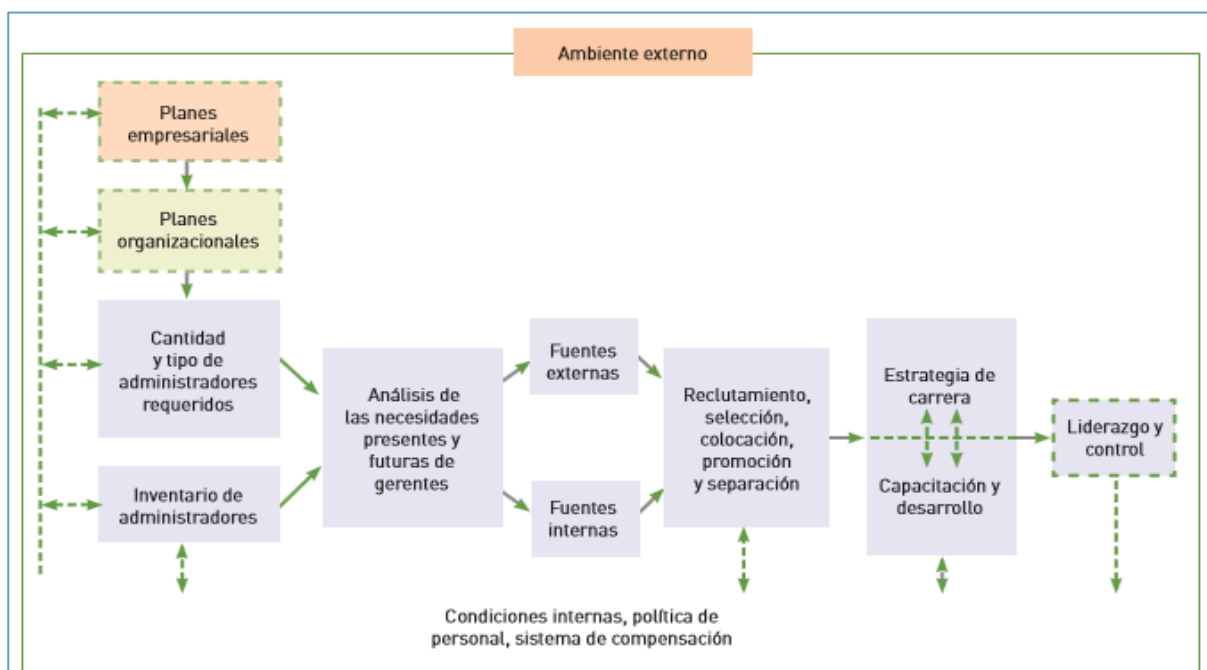 Ambiente externo
Planes
empresariales
Planes
organizacionales
Cantidad
y tipo de
administradores
requeridos
Inventario de
administradores
Análisis de
las necesidades
presentes y
futuras de
gerentes
Fuentes
externas
Fuentes
internas
Reclutamiento,
selección,
colocación,
promoción
y separación
Estrategia de
carrera
Capacitación y
desarrollo
Liderazgo y
control
Condiciones internas, política de
personal, sistema de compensación